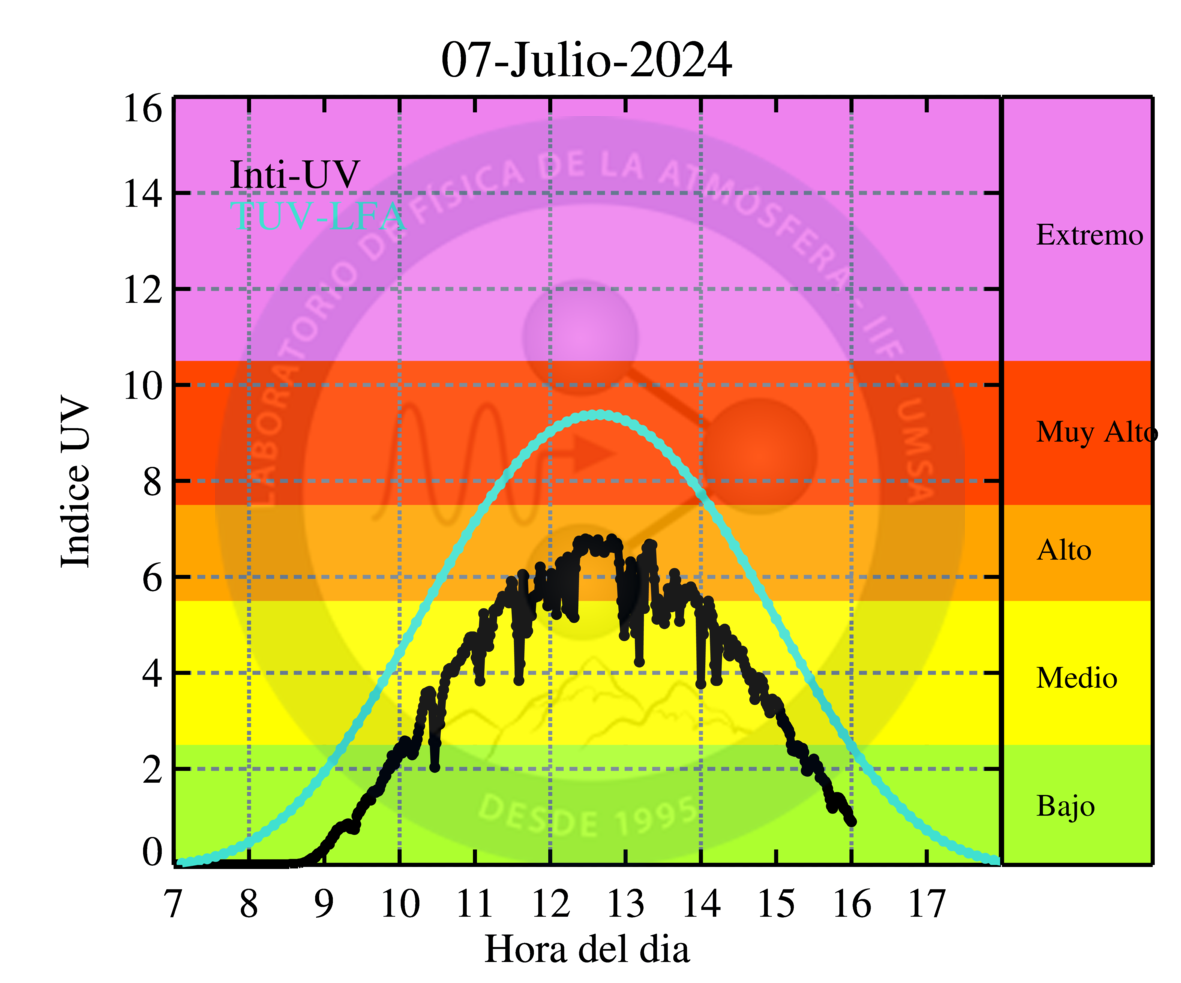 07-Julio-2024
Inti-UV
TUV-LFA
LABORATORIO DE FÍSICA DE LA ATMÓSFERA - IIF - UMSA
DESDE 1995
Indice UV
16
14
12
10
8
6
4
2
0
Extremo
Muy Alto
Alto
Medio
Bajo
7 8 9 10 11 12 13 14 15 16 17
Hora del dia